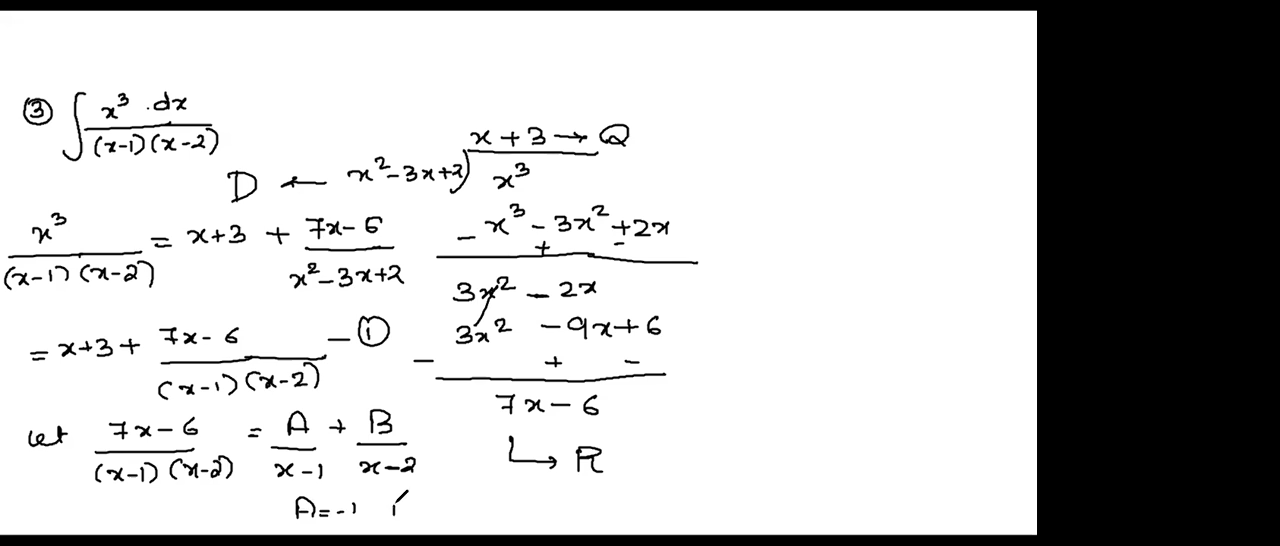 ③ ∫ x³ .dx / (x-1)(x-2)
x + 3 → Q
D ← x² - 3x + 2 ) x³
x³ / (x-1)(x-2) = x+3 + 7x-6 / x² - 3x+2
- x³ - 3x² + 2x
+ -
3x² - 2x
= x+3 + 7x-6 / (x-1)(x-2) - ①
3x² - 9x + 6
- + -
7x - 6
let 7x-6 / (x-1)(x-2) = A / x-1 + B / x-2
↳ R
A = -1